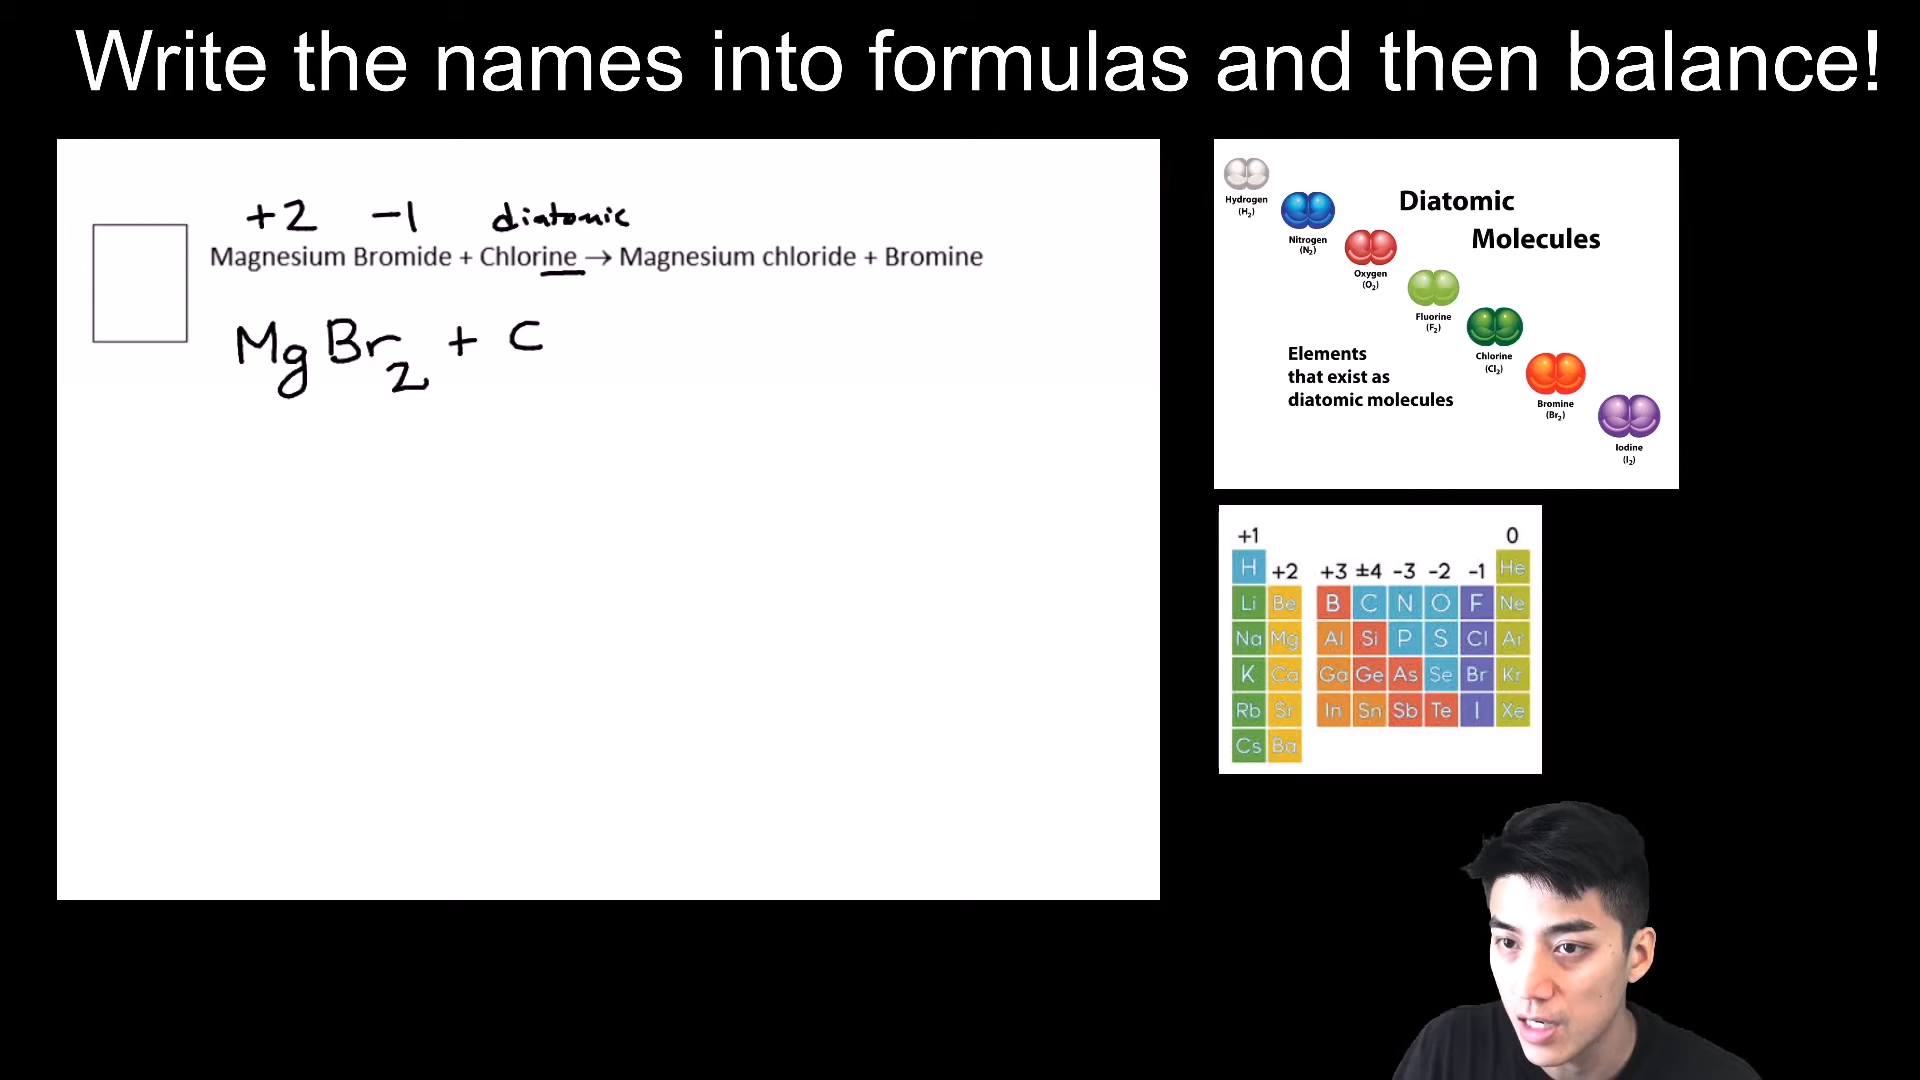 Write the names into formulas and then balance!
+2 -1 diatomic
Magnesium Bromide + Chlorine → Magnesium chloride + Bromine
MgBr₂ + C
Diatomic
Molecules
Hydrogen
(H₂)
Nitrogen
(N₂)
Oxygen
(O₂)
Fluorine
(F₂)
Chlorine
(Cl₂)
Bromine
(Br₂)
Iodine
(I₂)
Elements
that exist as
diatomic molecules
+1 0
H +2 +3 ±4 -3 -2 -1 He
Li Be B C N O F Ne
Na Mg Al Si P S Cl Ar
K Ca Ga Ge As Se Br Kr
Rb Sr In Sn Sb Te I Xe
Cs Ba